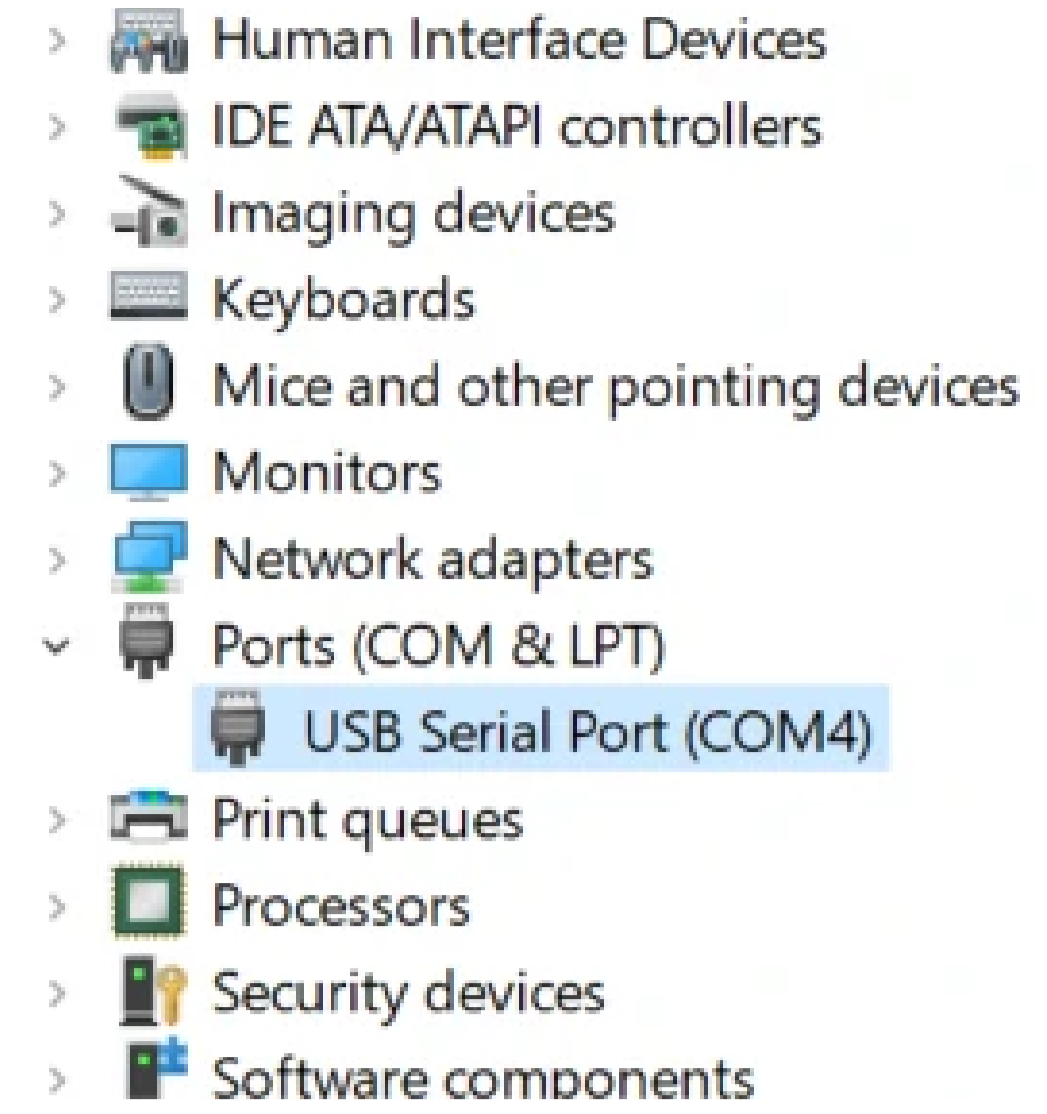 Human Interface Devices
IDE ATA/ATAPI controllers
Imaging devices
Keyboards
Mice and other pointing devices
Monitors
Network adapters
Ports (COM & LPT)
USB Serial Port (COM4)
Print queues
Processors
Security devices
Software components